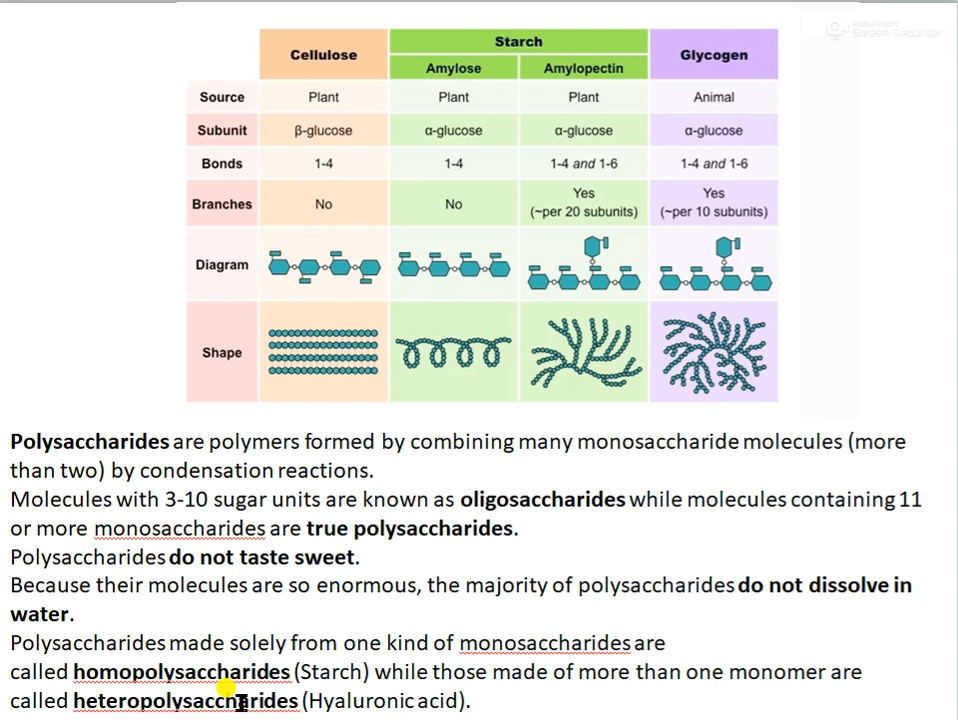 Apowersoft
Screen Recorder
Cellulose Starch Glycogen
Amylose Amylopectin
Source Plant Plant Plant Animal
Subunit β-glucose α-glucose α-glucose α-glucose
Bonds 1-4 1-4 1-4 and 1-6 1-4 and 1-6
Branches No No Yes (~per 20 subunits) Yes (~per 10 subunits)
Diagram
Shape
Polysaccharides are polymers formed by combining many monosaccharide molecules (more
than two) by condensation reactions.
Molecules with 3-10 sugar units are known as oligosaccharides while molecules containing 11
or more monosaccharides are true polysaccharides.
Polysaccharides do not taste sweet.
Because their molecules are so enormous, the majority of polysaccharides do not dissolve in
water.
Polysaccharides made solely from one kind of monosaccharides are
called homopolysaccharides (Starch) while those made of more than one monomer are
called heteropolysaccharides (Hyaluronic acid).